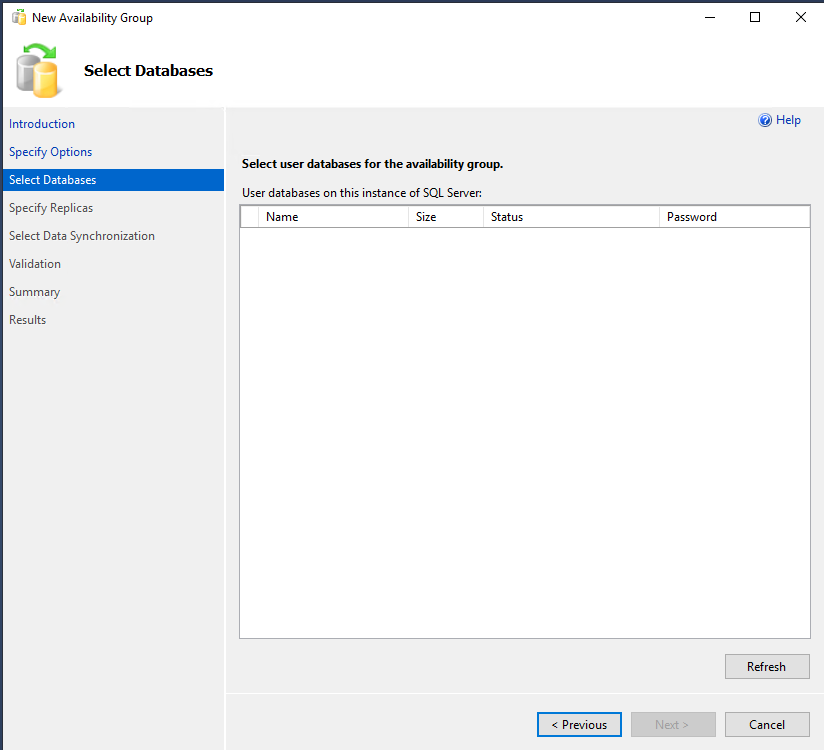 New Availability Group
Select Databases
Introduction
Specify Options
Select Databases
Specify Replicas
Select Data Synchronization
Validation
Summary
Results
Help
Select user databases for the availability group.
User databases on this instance of SQL Server:
Name Size Status Password
Refresh
< Previous Next > Cancel